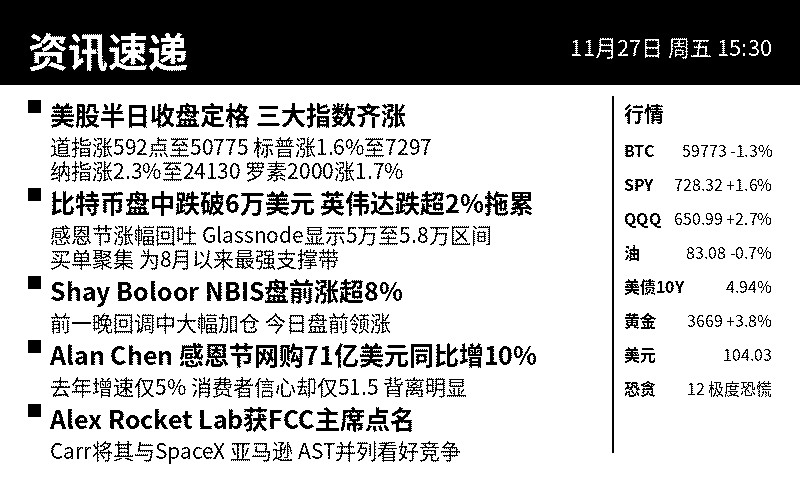 资讯速递
11月27日 周五 15:30
美股半日收盘定格 三大指数齐涨
道指涨592点至50775 标普涨1.6%至7297
纳指涨2.3%至24130 罗素2000涨1.7%
比特币盘中跌破6万美元 英伟达跌超2%拖累
感恩节涨幅回吐 Glassnode显示5万至5.8万区间
买单聚集 为8月以来最强支撑带
Shay Boloor NBIS盘前涨超8%
前一晚回调中大幅加仓 今日盘前领涨
Alan Chen 感恩节网购71亿美元同比增10%
去年增速仅5% 消费者信心却仅51.5 背离明显
Alex Rocket Lab获FCC主席点名
Carr将其与SpaceX 亚马逊 AST并列看好竞争
行情
BTC 59773 -1.3%
SPY 728.32 +1.6%
QQQ 650.99 +2.7%
油 83.08 -0.7%
美债10Y 4.94%
黄金 3669 +3.8%
美元 104.03
恐贪 12 极度恐慌